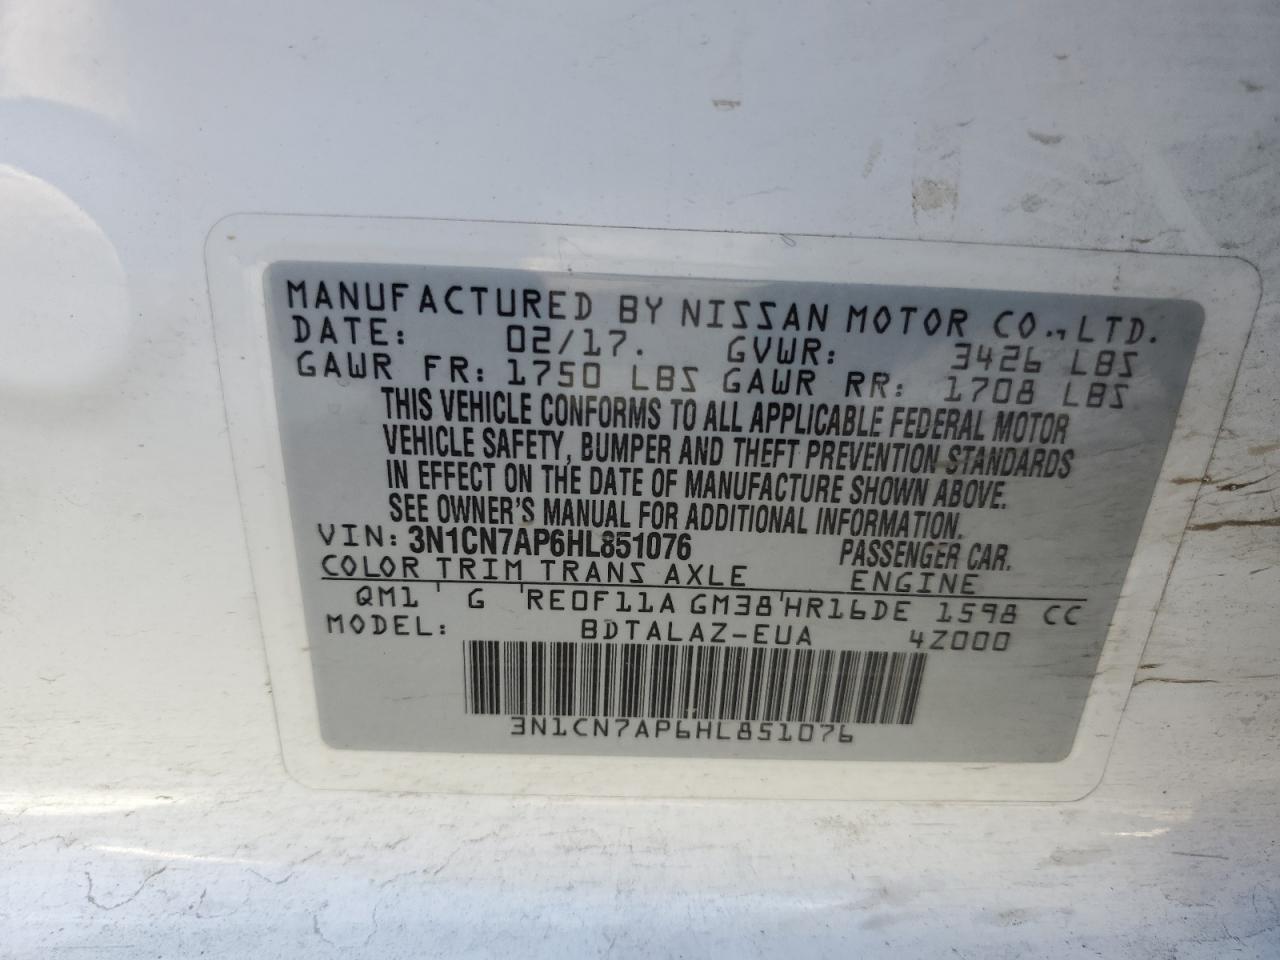 MANUFACTURED BY NISSAN MOTOR CO., LTD.
DATE: 02/17. GVWR: 3426 LBS
GAWR FR: 1750 LBS GAWR RR: 1708 LBS
THIS VEHICLE CONFORMS TO ALL APPLICABLE FEDERAL MOTOR
VEHICLE SAFETY, BUMPER AND THEFT PREVENTION STANDARDS
IN EFFECT ON THE DATE OF MANUFACTURE SHOWN ABOVE.
SEE OWNER'S MANUAL FOR ADDITIONAL INFORMATION.
VIN: 3N1CN7AP6HL851076 PASSENGER CAR.
COLOR TRIM TRANS AXLE ENGINE
QM1 G RE0F11A GM38 HR16DE 1598 CC
MODEL: BDTALAZ-EUA 4Z000
3N1CN7AP6HL851076